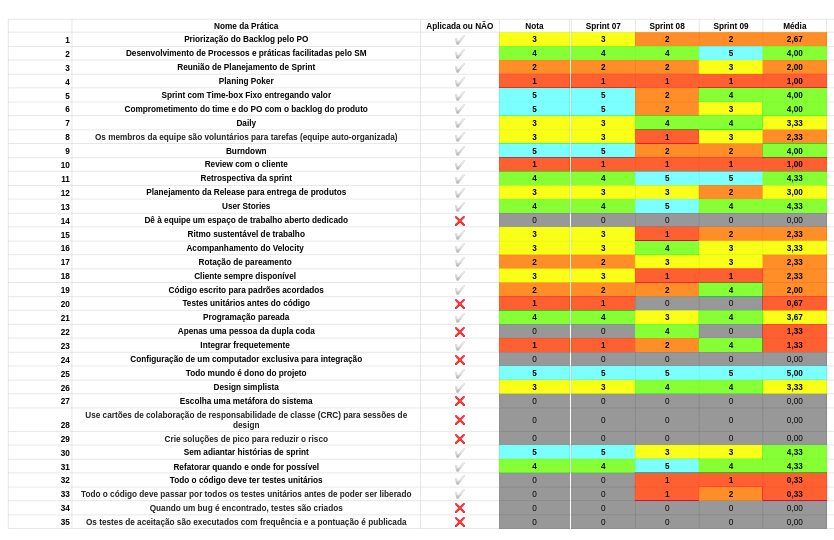 Nome da Prática Aplicada ou NÃO Nota Sprint 07 Sprint 08 Sprint 09 Média
1 Priorização do Backlog pelo PO 3 3 2 2 2,67
2 Desenvolvimento de Processos e práticas facilitadas pelo SM 4 4 4 5 4,00
3 Reunião de Planejamento de Sprint 2 2 2 3 2,00
4 Planing Poker 1 1 1 1 1,00
5 Sprint com Time-box Fixo entregando valor 5 5 2 4 4,00
6 Comprometimento do time e do PO com o backlog do produto 5 5 2 3 4,00
7 Daily 3 3 4 4 3,33
8 Os membros da equipe são voluntários para tarefas (equipe auto-organizada) 3 3 1 3 2,33
9 Burndown 5 5 2 2 4,00
10 Review com o cliente 1 1 1 1 1,00
11 Retrospectiva da sprint 4 4 5 5 4,33
12 Planejamento da Release para entrega de produtos 3 3 3 2 3,00
13 User Stories 4 4 5 4 4,33
14 Dê à equipe um espaço de trabalho aberto dedicado 0 0 0 0 0,00
15 Ritmo sustentável de trabalho 3 3 1 2 2,33
16 Acompanhamento do Velocity 3 3 4 3 3,33
17 Rotação de pareamento 2 2 3 3 2,33
18 Cliente sempre disponível 3 3 1 1 2,33
19 Código escrito para padrões acordados 2 2 2 4 2,00
20 Testes unitários antes do código 1 1 0 0 0,67
21 Programação pareada 4 4 3 4 3,67
22 Apenas uma pessoa da dupla coda 0 0 4 0 1,33
23 Integrar frequetemente 1 1 2 4 1,33
24 Configuração de um computador exclusiva para integração 0 0 0 0 0,00
25 Todo mundo é dono do projeto 5 5 5 5 5,00
26 Design simplista 3 3 4 4 3,33
27 Escolha uma metáfora do sistema 0 0 0 0 0,00
Use cartões de colaboração de responsabilidade de classe (CRC) para sessões de
28 design 0 0 0 0 0,00
29 Crie soluções de pico para reduzir o risco 0 0 0 0 0,00
30 Sem adiantar histórias de sprint 5 5 3 3 4,33
31 Refatorar quando e onde for possível 4 4 5 4 4,33
32 Todo o código deve ter testes unitários 0 0 1 1 0,33
33 Todo o código deve passar por todos os testes unitários antes de poder ser liberado 0 0 1 2 0,33
34 Quando um bug é encontrado, testes são criados 0 0 0 0 0,00
35 Os testes de aceitação são executados com frequência e a pontuação é publicada 0 0 0 0 0,00